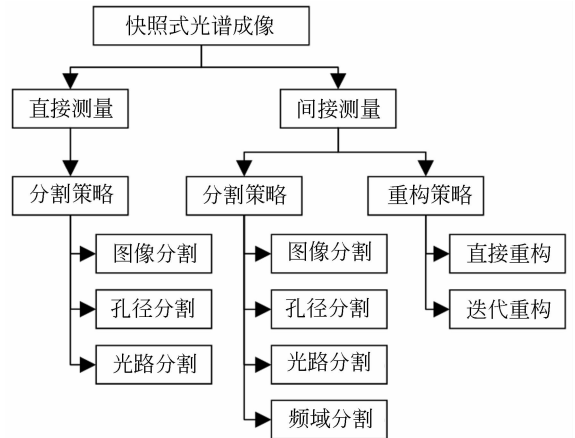 快照式光谱成像
直接测量
间接测量
分割策略
分割策略
重构策略
图像分割
图像分割
直接重构
孔径分割
孔径分割
迭代重构
光路分割
光路分割
频域分割